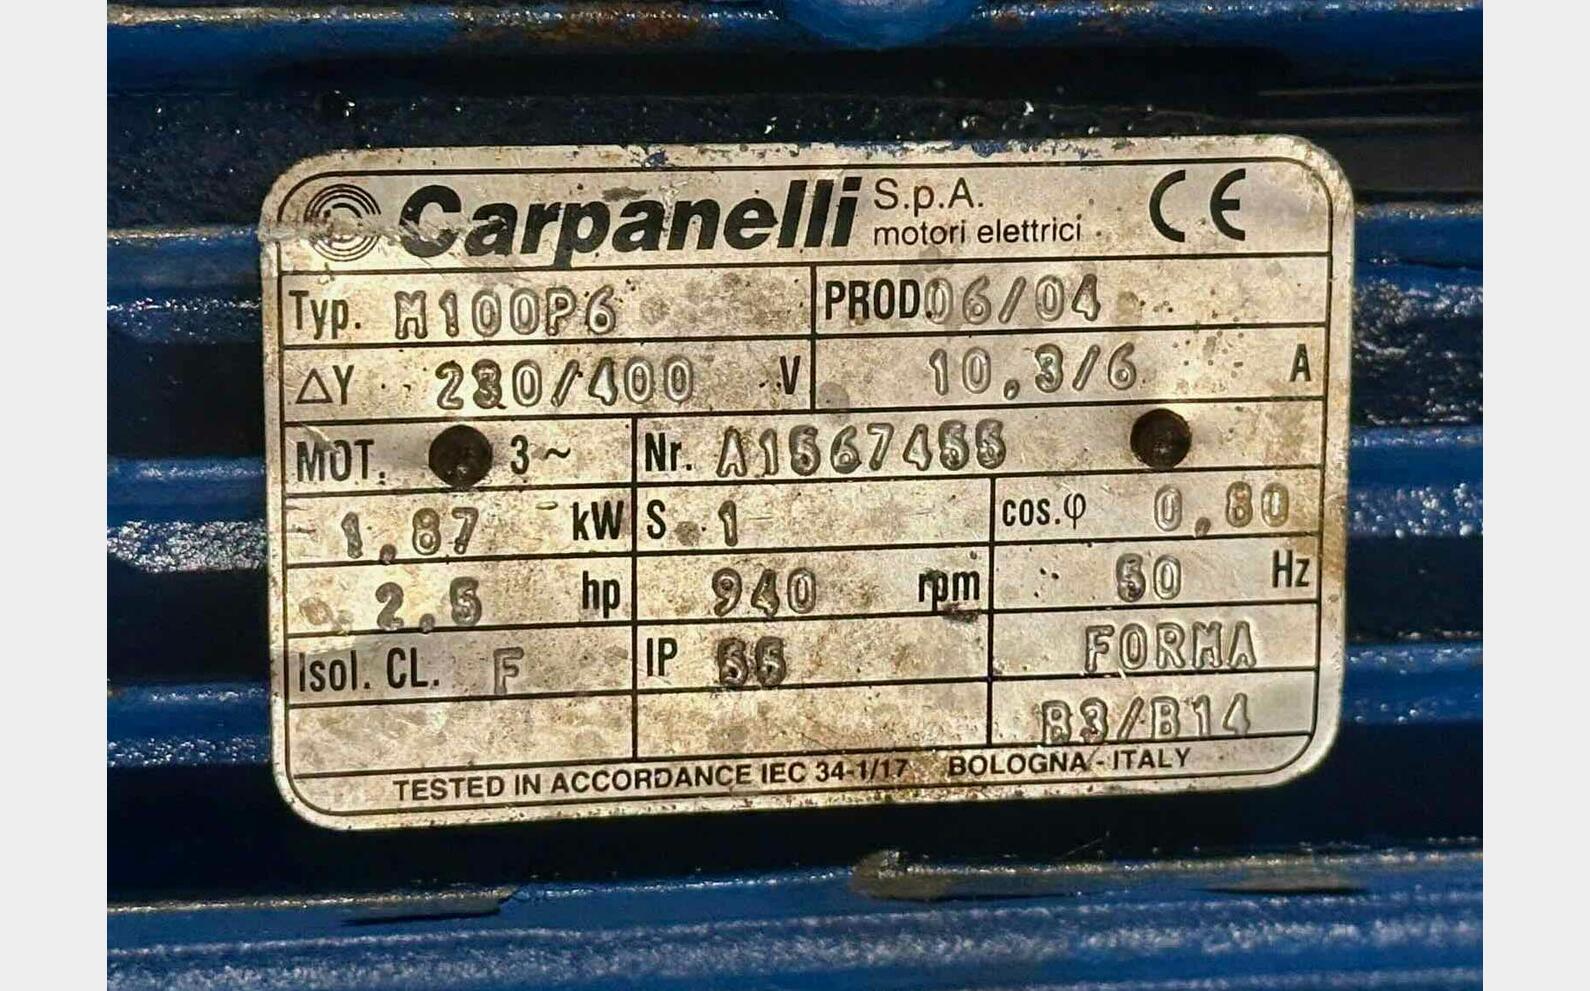 Carpanelli S.p.A. motori elettrici CE
Typ. M100P6 PROD. 06/04
△Y 230/400 V 10,3/6 A
MOT. 3~ Nr. A1567455
1.87 kW S 1 cos.φ 0,80
2.5 hp 940 rpm 50 Hz
Isol. CL. F IP 55 FORMA
B3/B14
TESTED IN ACCORDANCE IEC 34-1/17 BOLOGNA - ITALY